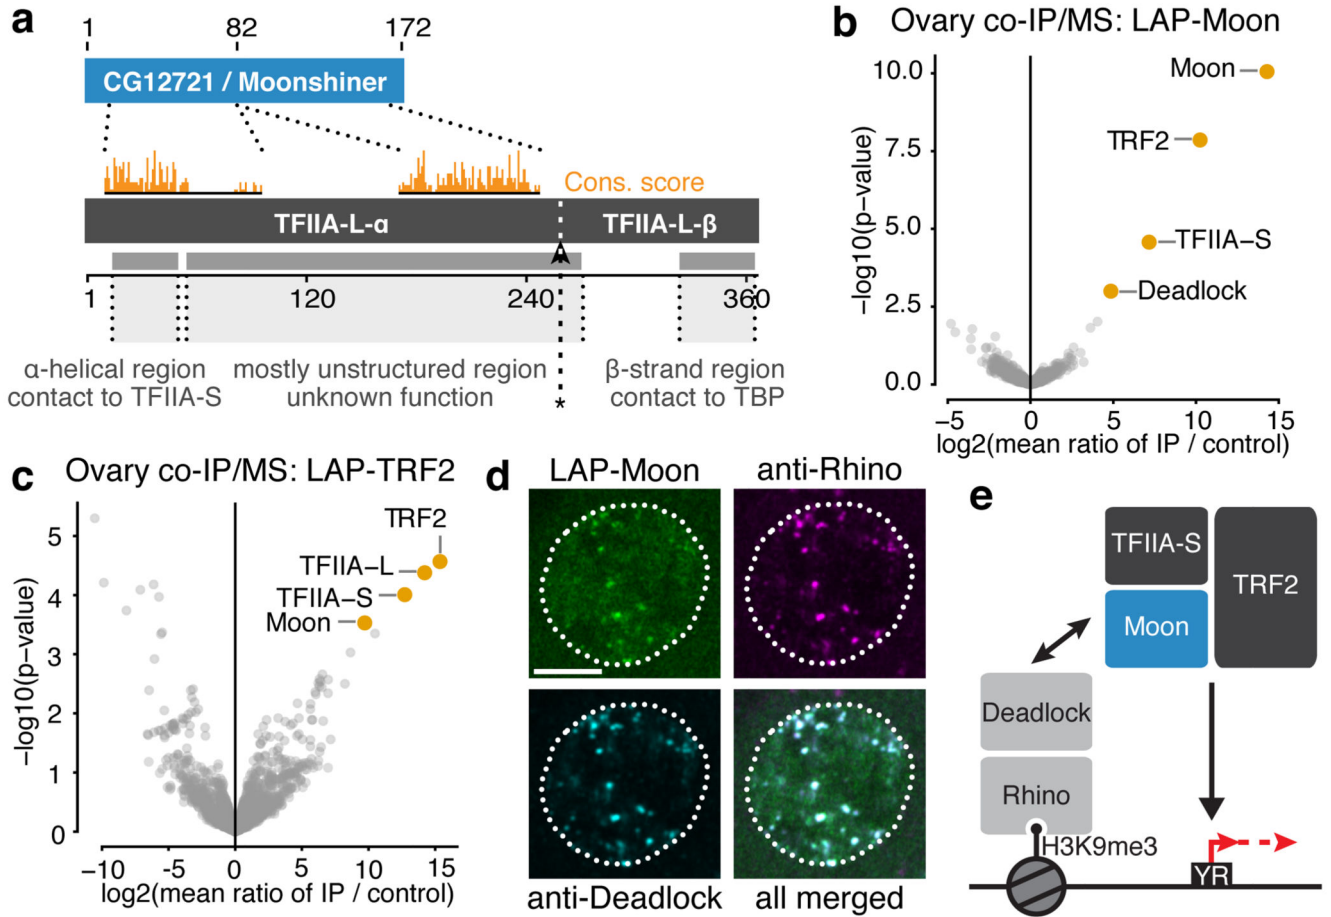 a
1 82 172
CG12721 / Moonshiner
Cons. score
TFIIA-L-α TFIIA-L-β
1 120 240 360
α-helical region
contact to TFIIA-S
mostly unstructured region
unknown function
*
β-strand region
contact to TBP
b Ovary co-IP/MS: LAP-Moon
−log10(p−value)
10.0
7.5
5.0
2.5
0.0
Moon
TRF2
TFIIA−S
Deadlock
−5 0 5 10 15
log2(mean ratio of IP / control)
c Ovary co-IP/MS: LAP-TRF2
−log10(p−value)
5
4
3
2
1
0
TRF2
TFIIA−L
TFIIA−S
Moon
−10 -5 0 5 10 15
log2(mean ratio of IP / control)
d LAP-Moon anti-Rhino
anti-Deadlock all merged
e
TFIIA-S
TRF2
Moon
Deadlock
Rhino
H3K9me3
YR